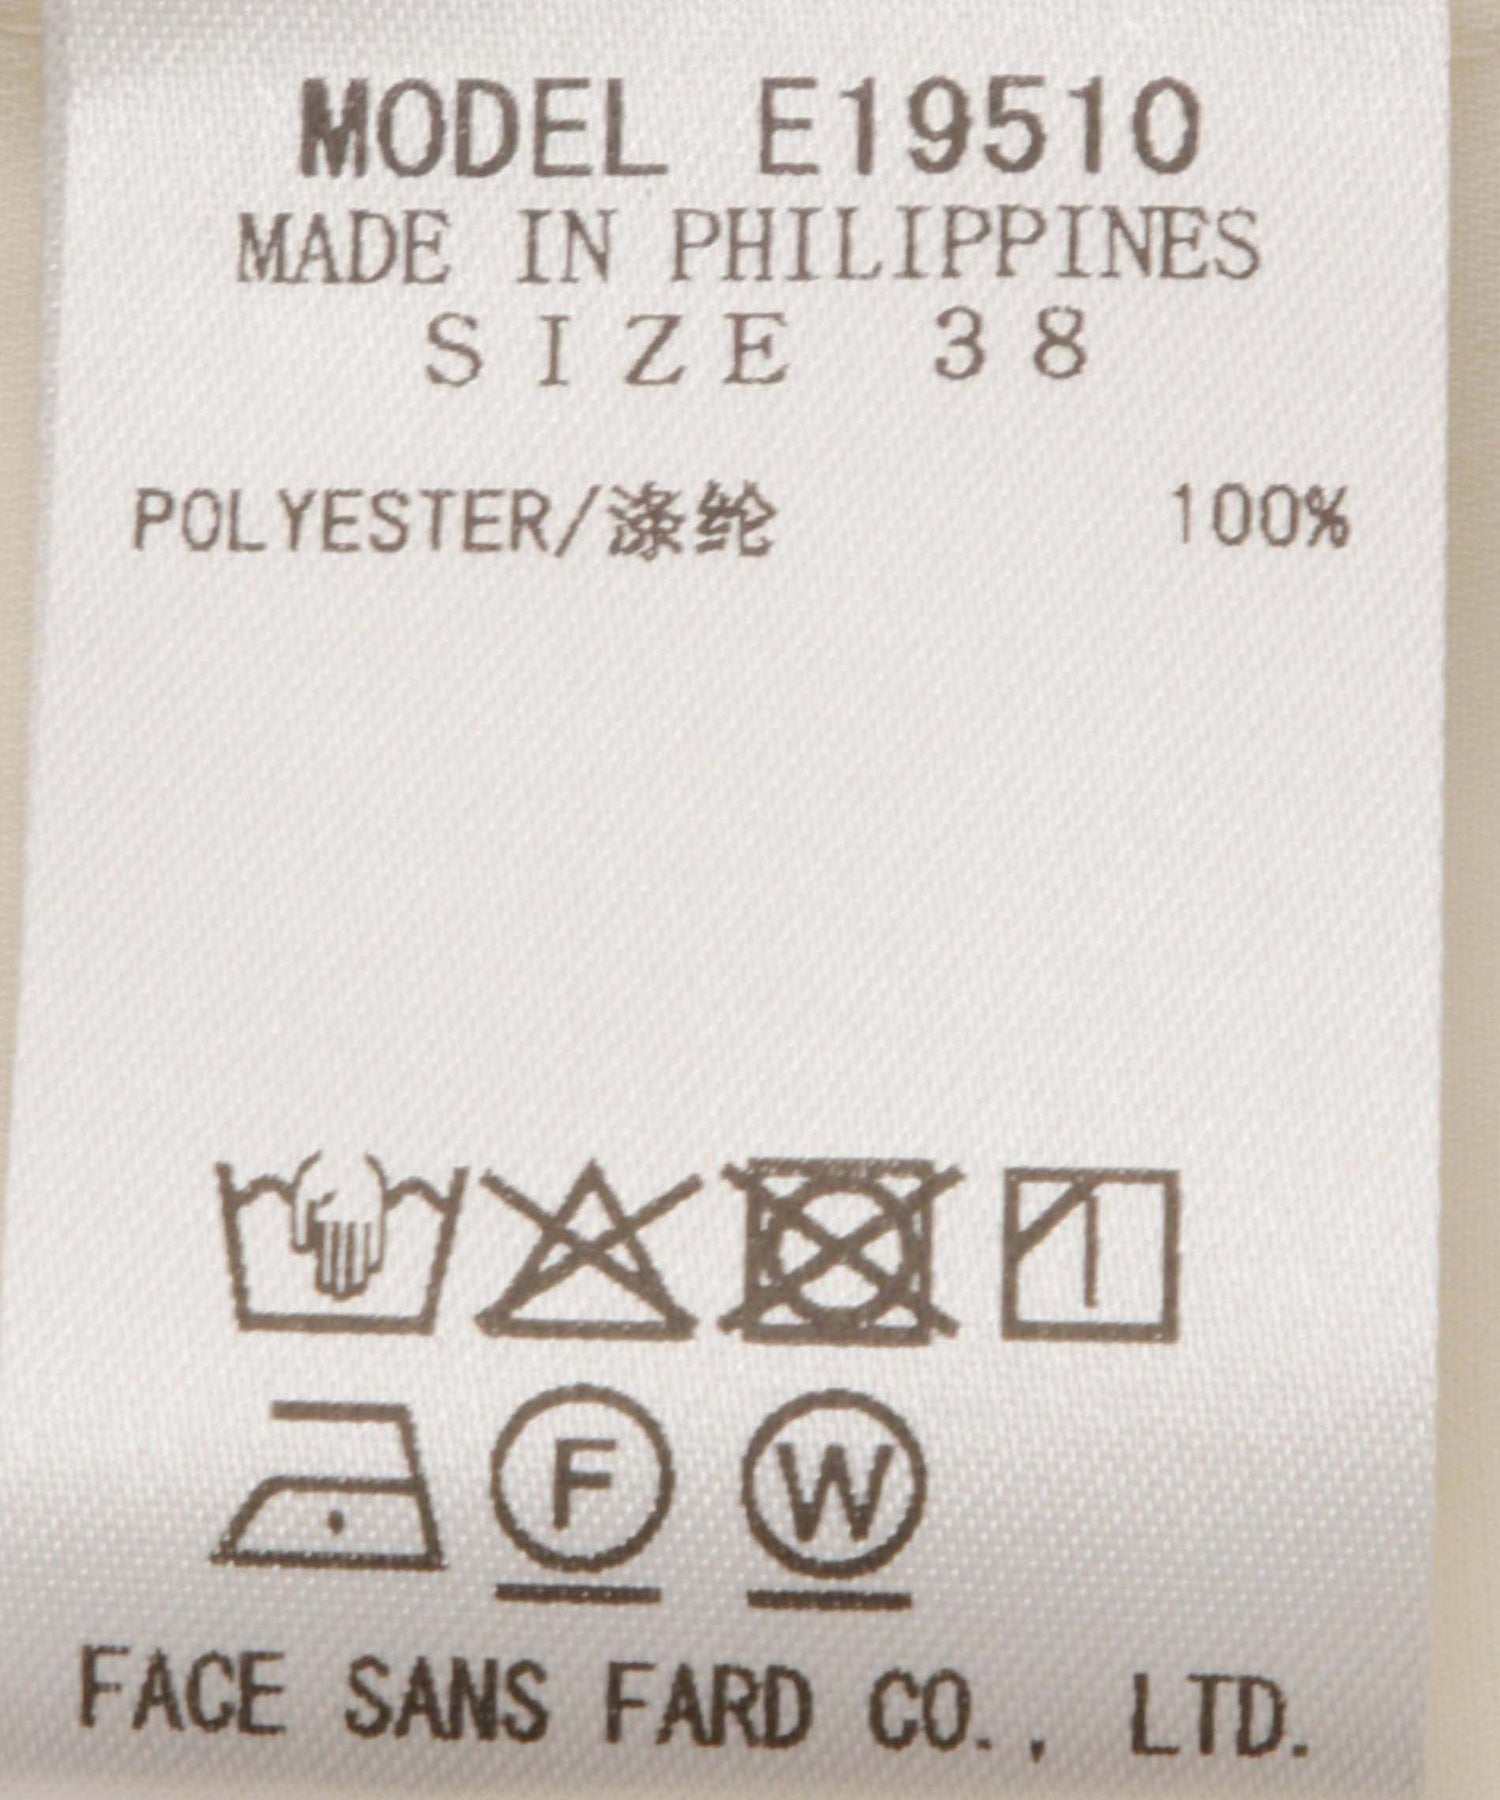 MODEL E19510
MADE IN PHILIPPINES
SIZE 38
POLYESTER/涤纶 100%
F W
FACE SANS FARD CO., LTD.